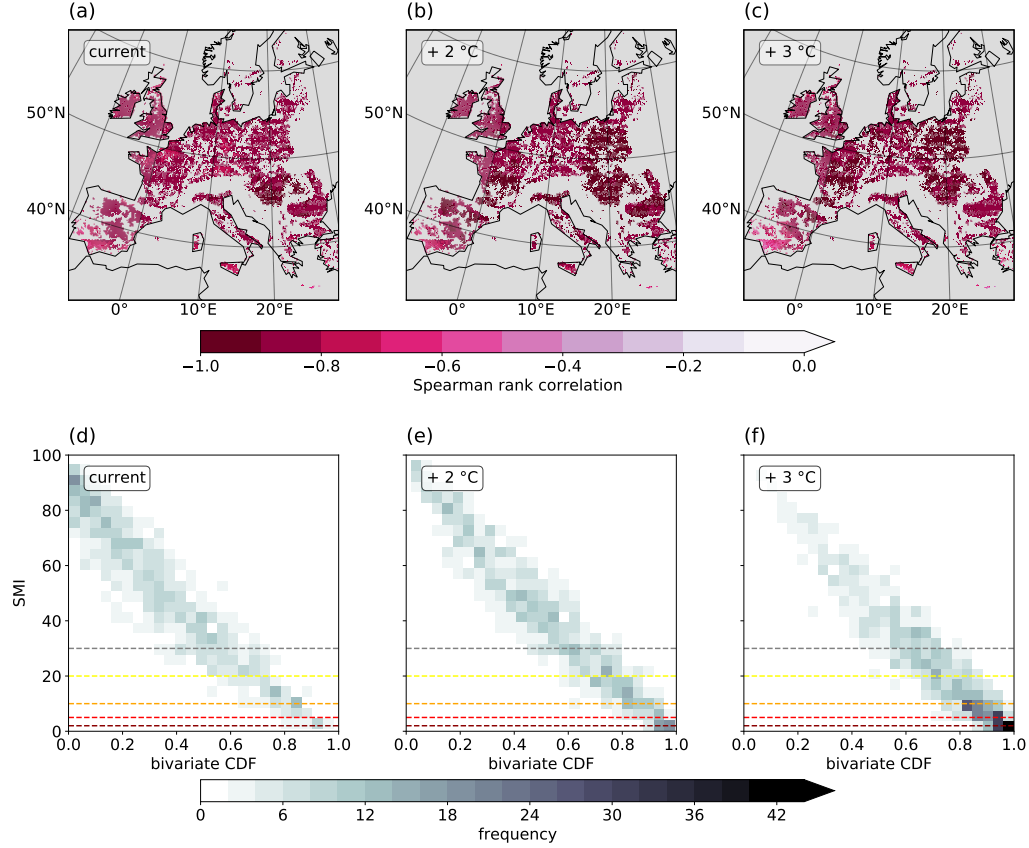 (a) (b) (c)
current + 2 °C + 3 °C
50°N 50°N 50°N
40°N 40°N 40°N
0° 10°E 20°E 0° 10°E 20°E 0° 10°E 20°E
−1.0 −0.8 −0.6 −0.4 −0.2 0.0
Spearman rank correlation
(d) (e) (f)
current + 2 °C + 3 °C
100
80
60
SMI
40
20
0
0.0 0.2 0.4 0.6 0.8 1.0 0.0 0.2 0.4 0.6 0.8 1.0 0.0 0.2 0.4 0.6 0.8 1.0
bivariate CDF bivariate CDF bivariate CDF
0 6 12 18 24 30 36 42
frequency